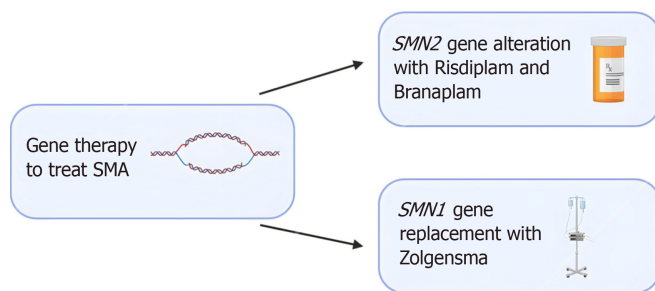 Gene therapy
to treat SMA
SMN2 gene alteration
with Risdiplam and
Branaplam
SMN1 gene
replacement with
Zolgensma